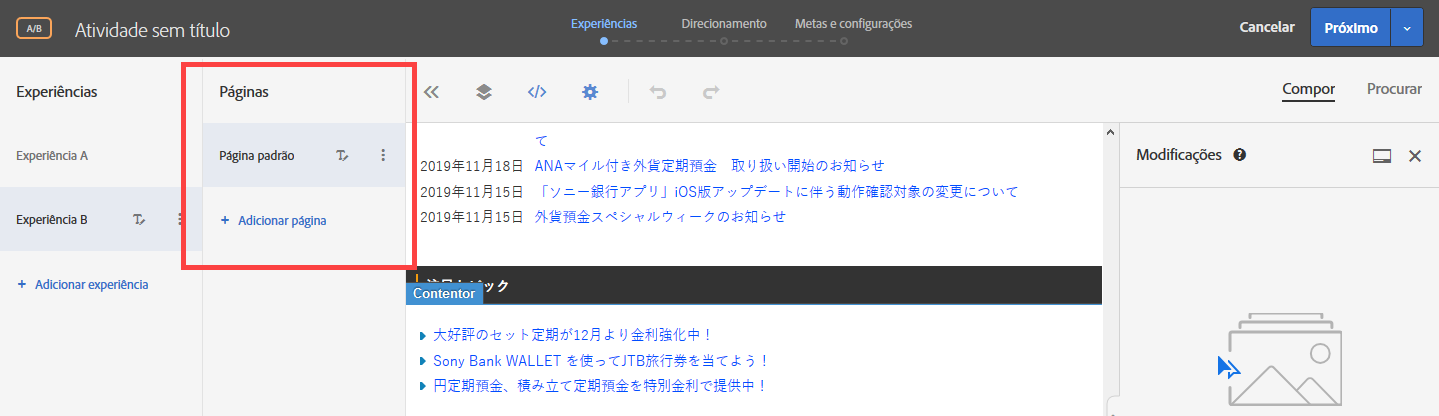 A/B
Atividade sem título
Experiências
Direcionamento
Metas e configurações
Cancelar
Próximo
Experiências
Experiência A
Experiência B
+ Adicionar experiência
Páginas
Página padrão
+ Adicionar página
Compor
Procurar
て
2019年11月18日 ANAマイル付き外貨定期預金 取り扱い開始のお知らせ
2019年11月15日 「ソニー銀行アプリ」iOS版アップデートに伴う動作確認対象の変更について
2019年11月15日 外貨預金スペシャルウィークのお知らせ
Contentor
大好評のセット定期が12月より金利強化中！
Sony Bank WALLET を使ってJTB旅行券を当てよう！
円定期預金、積み立て定期預金を特別金利で提供中！
Modificações